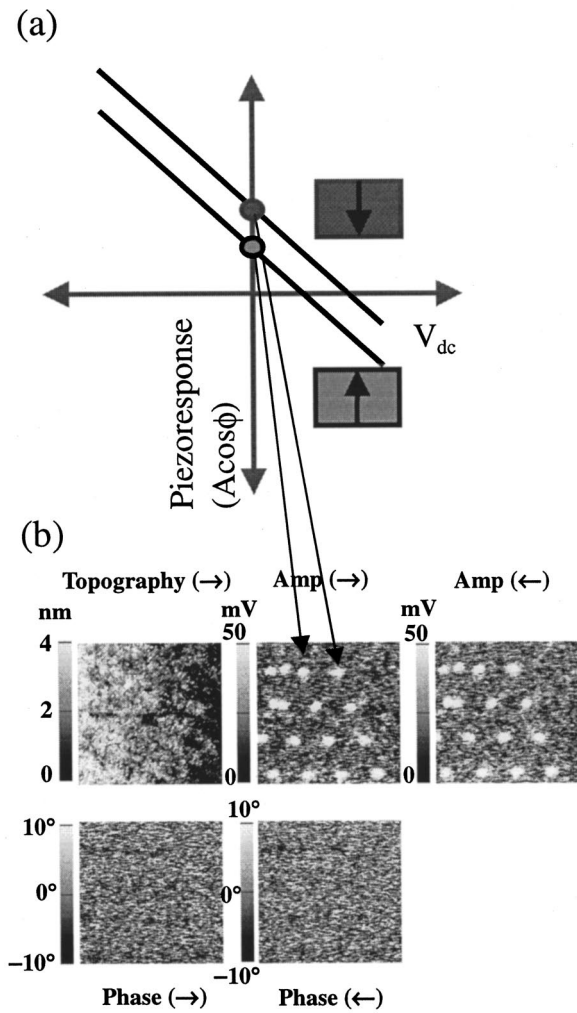 (a)
V_dc
Piezoresponse
(Acosϕ)
(b)
Topography (→)
Amp (→)
Amp (←)
nm
mV
mV
4
50
50
2
0
0
0
10°
10°
0°
0°
−10°
−10°
Phase (→)
Phase (←)